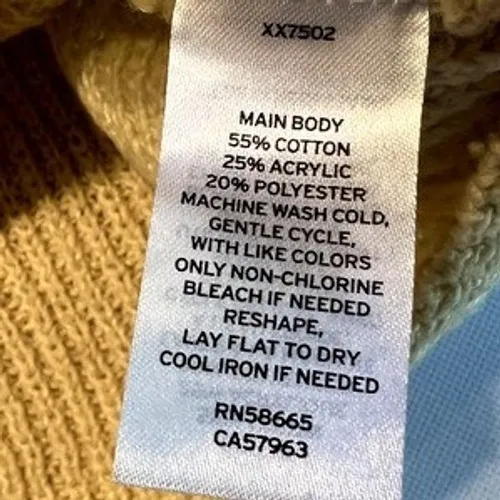 XX7502
MAIN BODY
55% COTTON
25% ACRYLIC
20% POLYESTER
MACHINE WASH COLD,
GENTLE CYCLE,
WITH LIKE COLORS
ONLY NON-CHLORINE
BLEACH IF NEEDED
RESHAPE,
LAY FLAT TO DRY
COOL IRON IF NEEDED
RN58665
CA57963